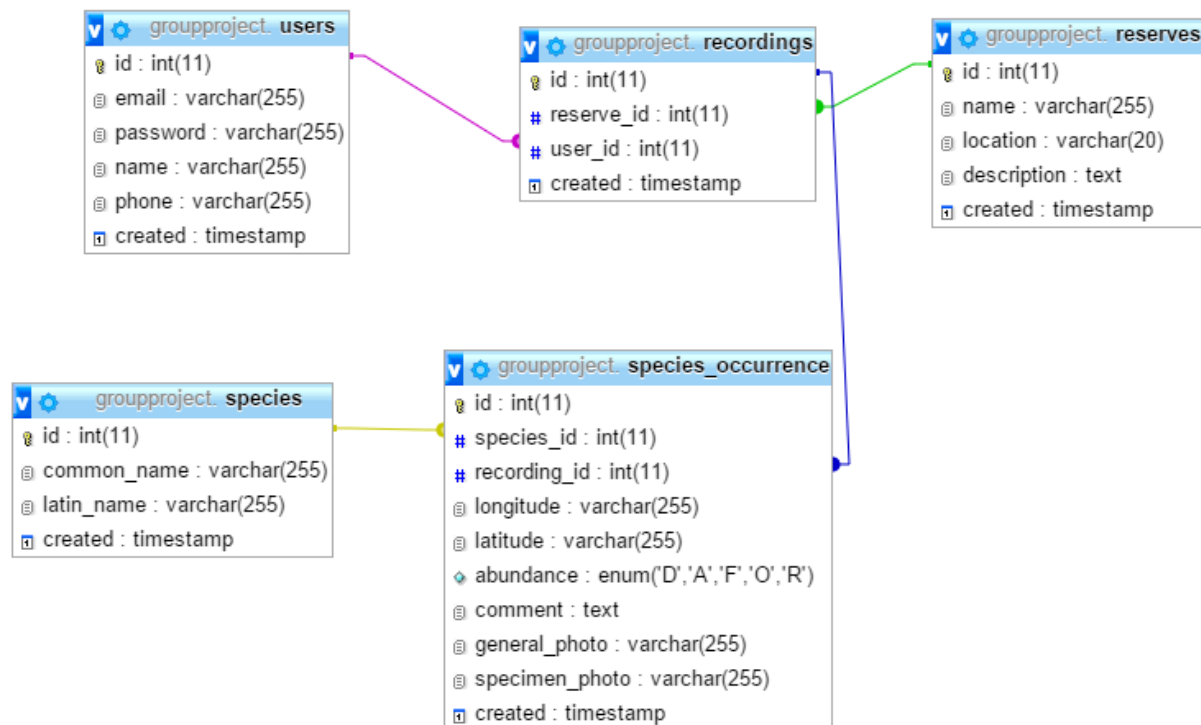 groupproject. users
id : int(11)
email : varchar(255)
password : varchar(255)
name : varchar(255)
phone : varchar(255)
created : timestamp
groupproject. recordings
id : int(11)
reserve_id : int(11)
user_id : int(11)
created : timestamp
groupproject. reserves
id : int(11)
name : varchar(255)
location : varchar(20)
description : text
created : timestamp
groupproject. species
id : int(11)
common_name : varchar(255)
latin_name : varchar(255)
created : timestamp
groupproject. species_occurrence
id : int(11)
species_id : int(11)
recording_id : int(11)
longitude : varchar(255)
latitude : varchar(255)
abundance : enum('D','A','F','O','R')
comment : text
general_photo : varchar(255)
specimen_photo : varchar(255)
created : timestamp